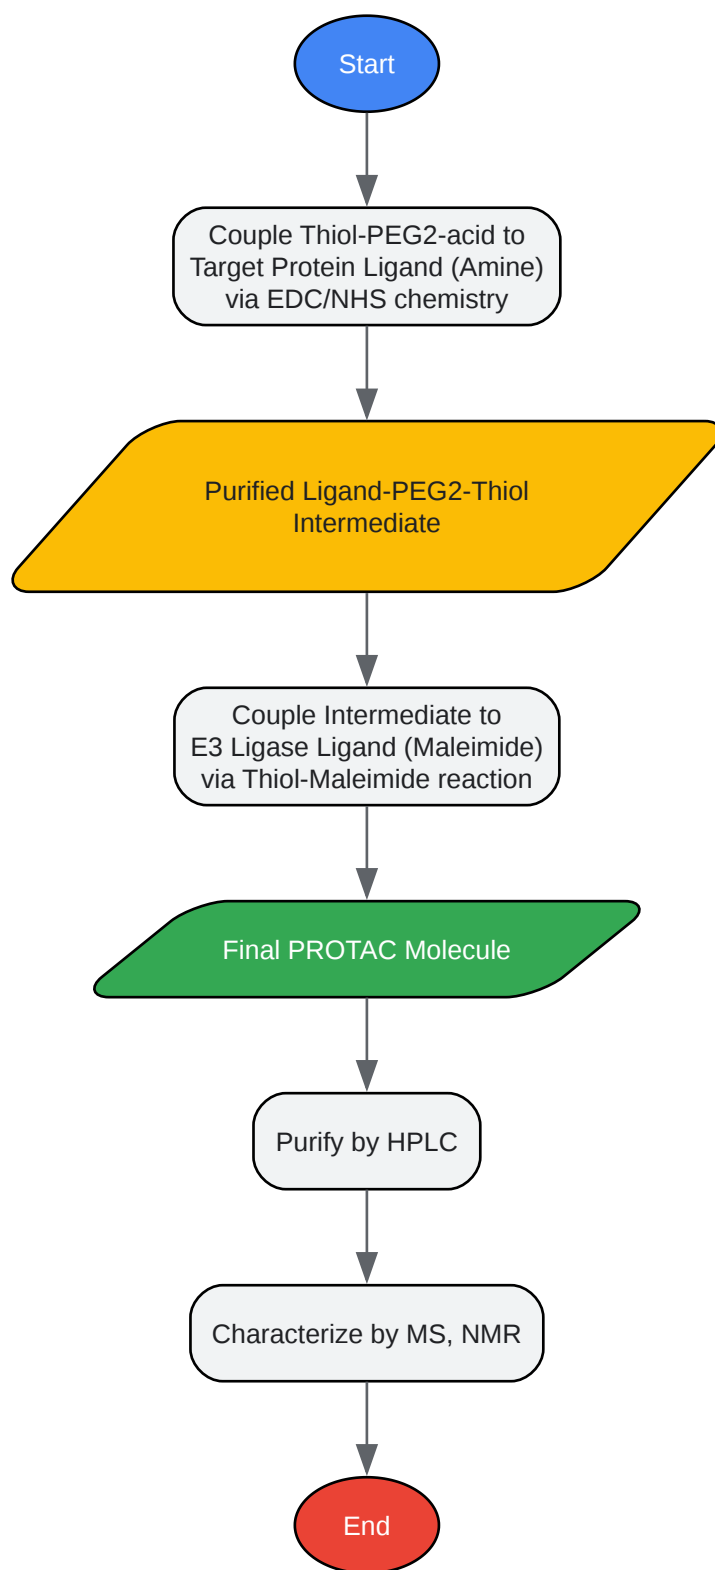 Start
Couple Thiol-PEG2-acid to
Target Protein Ligand (Amine)
via EDC/NHS chemistry
Purified Ligand-PEG2-Thiol
Intermediate
Couple Intermediate to
E3 Ligase Ligand (Maleimide)
via Thiol-Maleimide reaction
Final PROTAC Molecule
Purify by HPLC
Characterize by MS, NMR
End